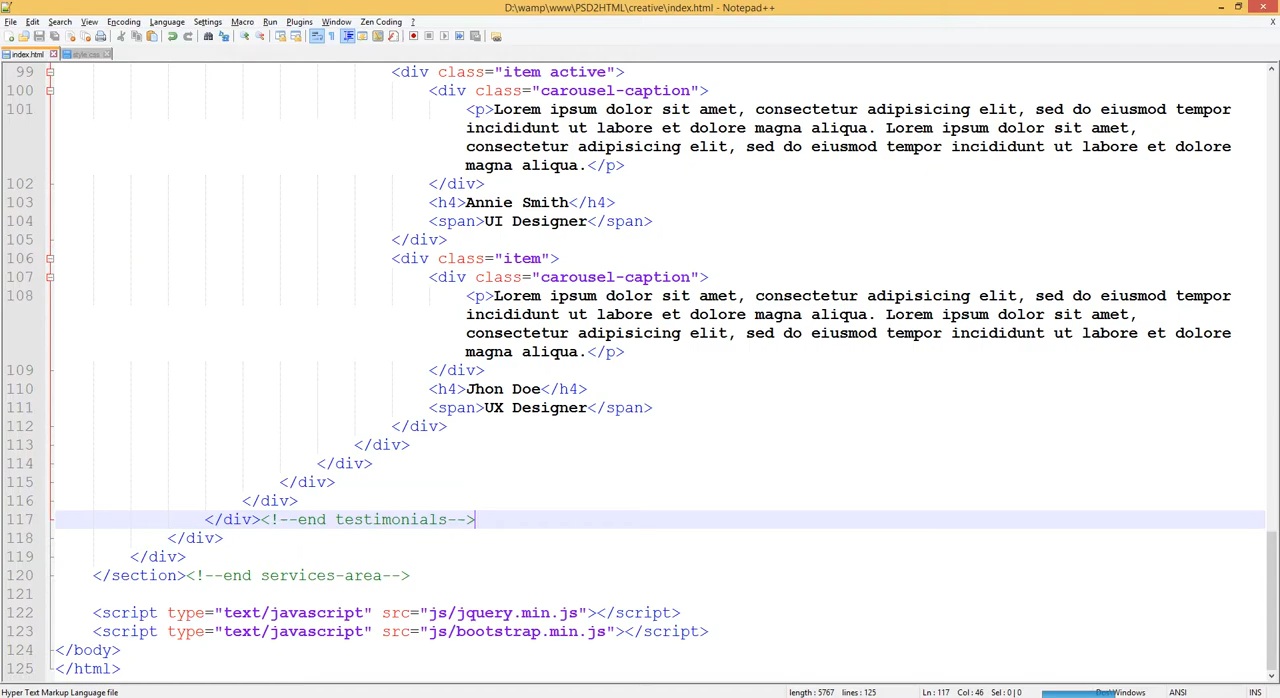 D:\wamp\www\PSD2HTML\creative\index.html - Notepad++
File Edit Search View Encoding Language Settings Macro Run Plugins Window Zen Coding ?
X
index.html style.css
99 <div class="item active">
100 <div class="carousel-caption">
101 <p>Lorem ipsum dolor sit amet, consectetur adipisicing elit, sed do eiusmod tempor
incididunt ut labore et dolore magna aliqua. Lorem ipsum dolor sit amet,
consectetur adipisicing elit, sed do eiusmod tempor incididunt ut labore et dolore
magna aliqua.</p>
102 </div>
103 <h4>Annie Smith</h4>
104 <span>UI Designer</span>
105 </div>
106 <div class="item">
107 <div class="carousel-caption">
108 <p>Lorem ipsum dolor sit amet, consectetur adipisicing elit, sed do eiusmod tempor
incididunt ut labore et dolore magna aliqua. Lorem ipsum dolor sit amet,
consectetur adipisicing elit, sed do eiusmod tempor incididunt ut labore et dolore
magna aliqua.</p>
109 </div>
110 <h4>Jhon Doe</h4>
111 <span>UX Designer</span>
112 </div>
113 </div>
114 </div>
115 </div>
116 </div>
117 </div><!--end testimonials-->
118 </div>
119 </div>
120 </section><!--end services-area-->
121
122 <script type="text/javascript" src="js/jquery.min.js"></script>
123 <script type="text/javascript" src="js/bootstrap.min.js"></script>
124 </body>
125 </html>
Hyper Text Markup Language file length : 5767 lines : 125 Ln : 117 Col : 46 Sel : 0 | 0 Dos\Windows ANSI INS